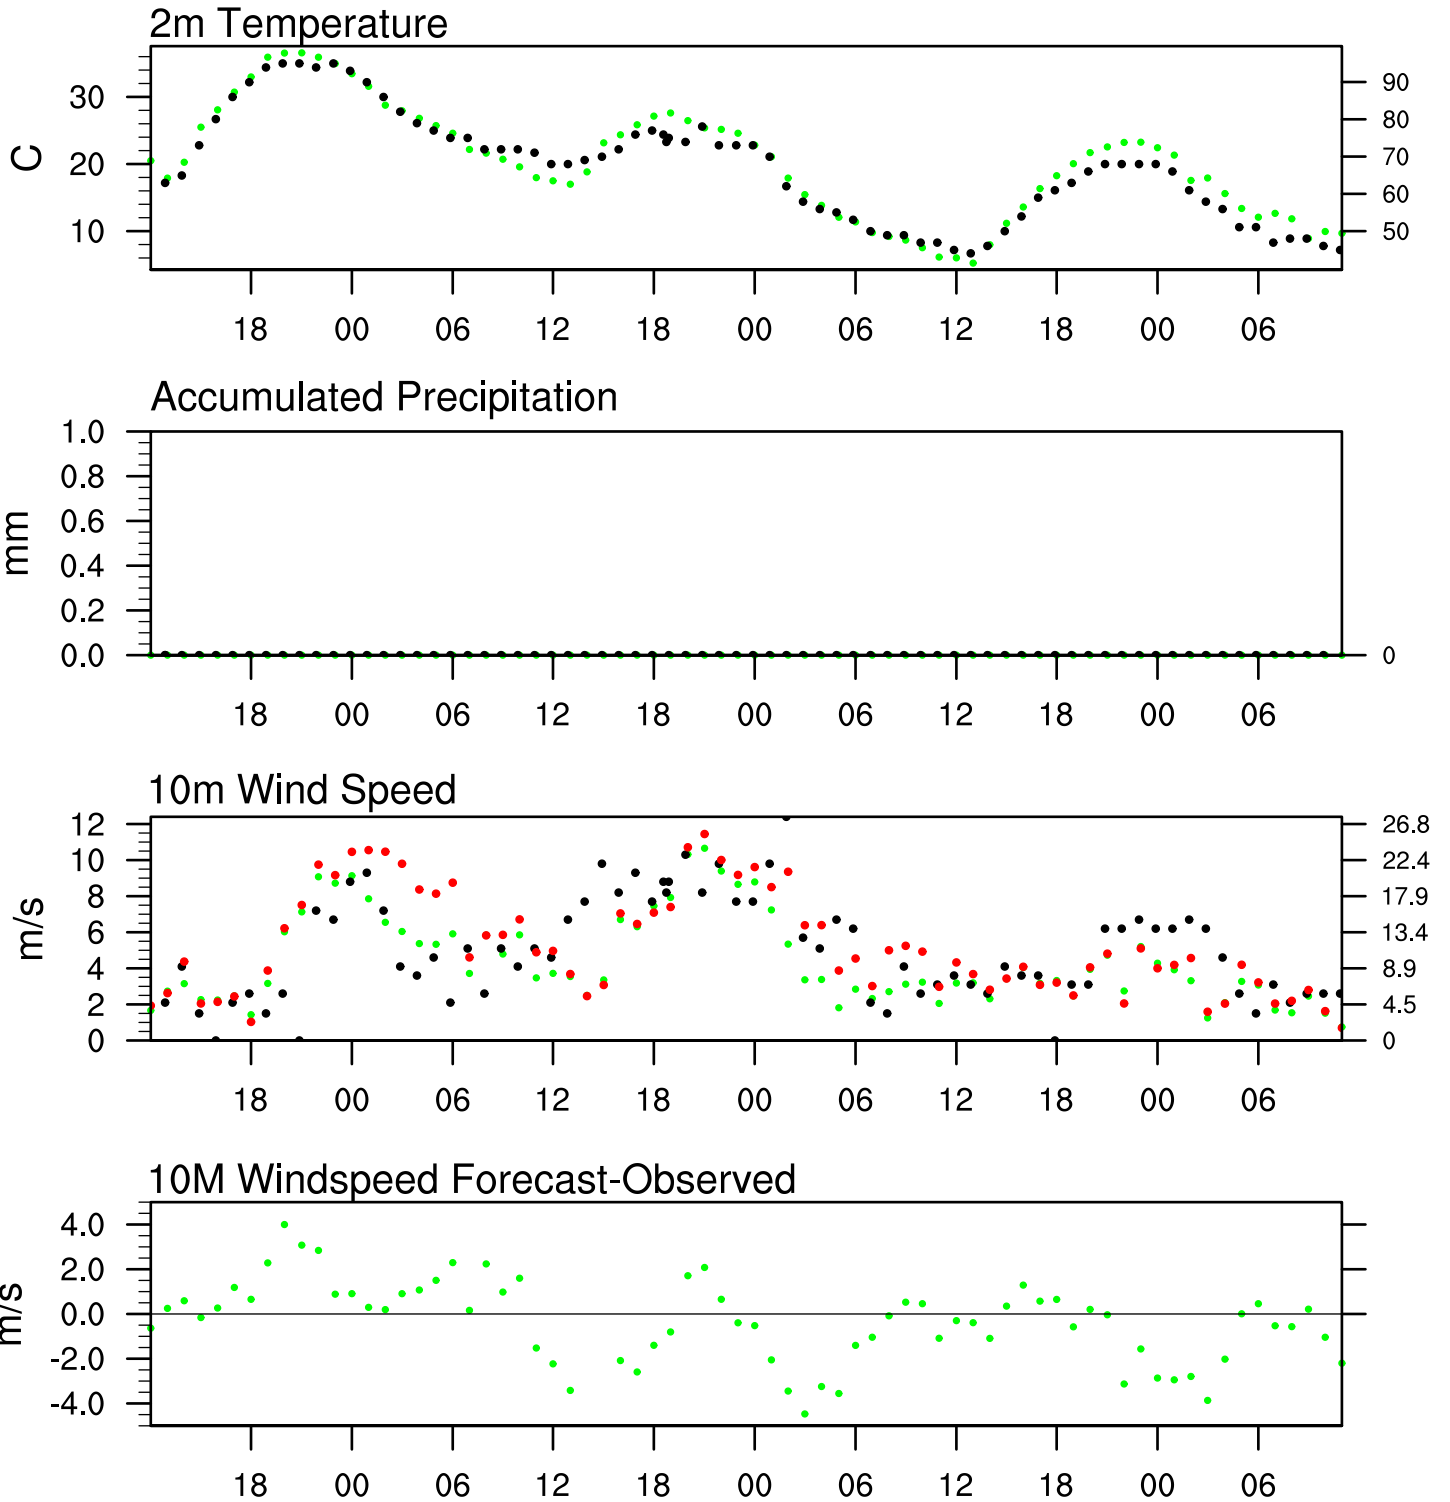 2m Temperature
30
20
10
C
90
80
70
60
50
18 00 06 12 18 00 06 12 18 00 06
Accumulated Precipitation
1.0
0.8
0.6
0.4
0.2
0.0
mm
0
18 00 06 12 18 00 06 12 18 00 06
10m Wind Speed
12
10
8
6
4
2
0
m/s
26.8
22.4
17.9
13.4
8.9
4.5
0
18 00 06 12 18 00 06 12 18 00 06
10M Windspeed Forecast-Observed
4.0
2.0
0.0
-2.0
-4.0
m/s
18 00 06 12 18 00 06 12 18 00 06